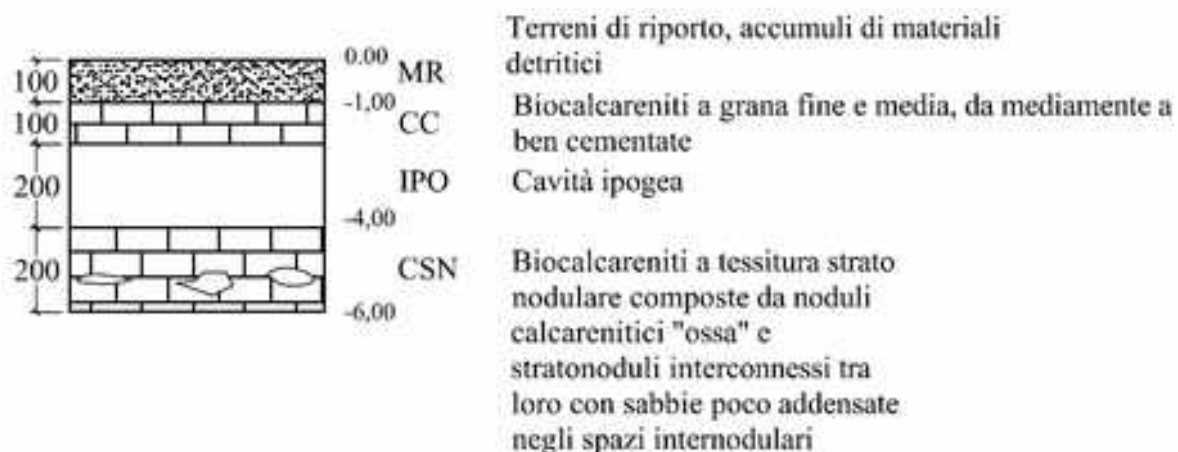 Terreni di riporto, accumuli di materiali
detritici
0.00
MR
100
-1,00
Biocalcareniti a grana fine e media, da mediamente a
ben cementate
CC
100
IPO
Cavità ipogea
200
-4,00
CSN
200
-6,00
Biocalcareniti a tessitura strato
nodulare composte da noduli
calcarenitici "ossa" e
stratonoduli interconnessi tra
loro con sabbie poco addensate
negli spazi internodulari